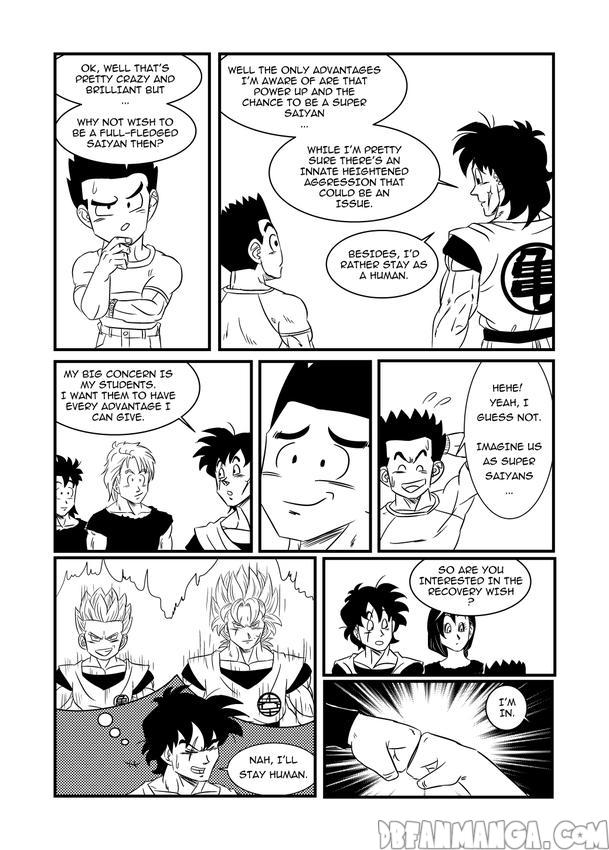 OK, WELL THAT'S
PRETTY CRAZY AND
BRILLIANT BUT
...
WHY NOT WISH TO
BE A FULL-FLEDGED
SAIYAN THEN?
WELL THE ONLY ADVANTAGES
I'M AWARE OF ARE THAT
POWER UP AND THE
CHANCE TO BE A SUPER
SAIYAN
...
WHILE I'M PRETTY
SURE THERE'S AN
INNATE HEIGHTENED
AGGRESSION THAT
COULD BE AN
ISSUE.
BESIDES, I'D
RATHER STAY AS
A HUMAN.
亀
MY BIG CONCERN IS
MY STUDENTS.
I WANT THEM TO HAVE
EVERY ADVANTAGE I
CAN GIVE.
HEHE!
YEAH, I
GUESS NOT.
IMAGINE US
AS SUPER
SAIYANS
...
NAH, I'LL
STAY HUMAN.
SO ARE YOU
INTERESTED IN THE
RECOVERY WISH
?
I'M
IN.
DBFANMANGA.COM